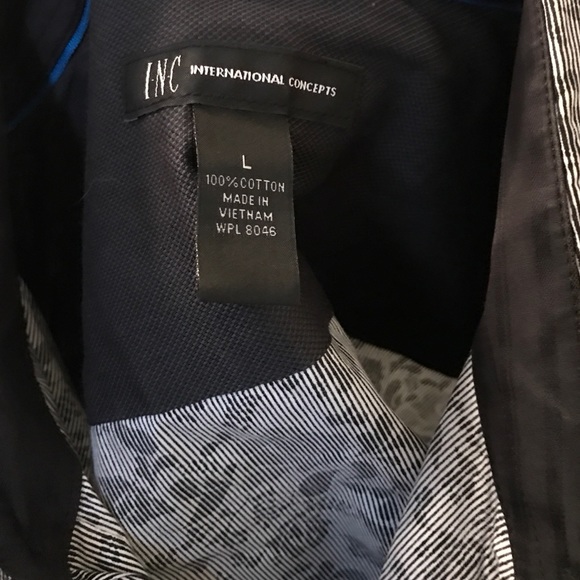 I.N.C INTERNATIONAL CONCEPTS
L
100% COTTON
MADE IN
VIETNAM
WPL 8046